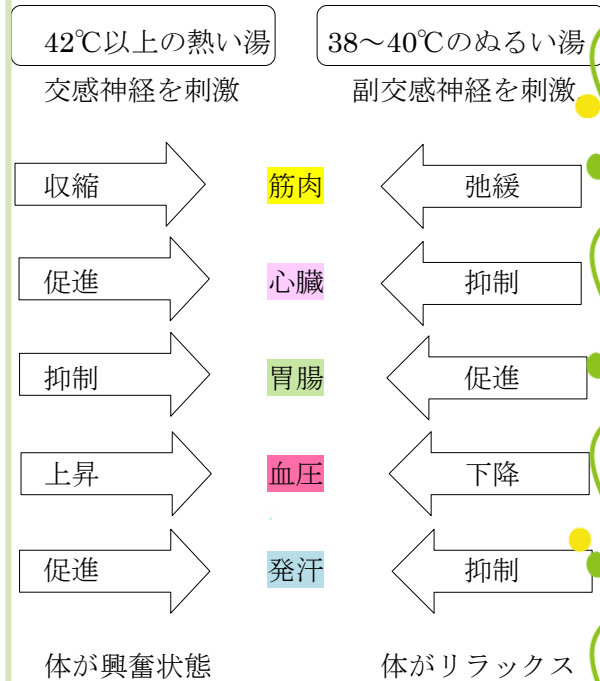 42℃以上の熱い湯 38～40℃のぬるい湯
交感神経を刺激 副交感神経を刺激
収縮 筋肉 弛緩
促進 心臓 抑制
抑制 胃腸 促進
上昇 血圧 下降
促進 発汗 抑制
体が興奮状態 体がリラックス